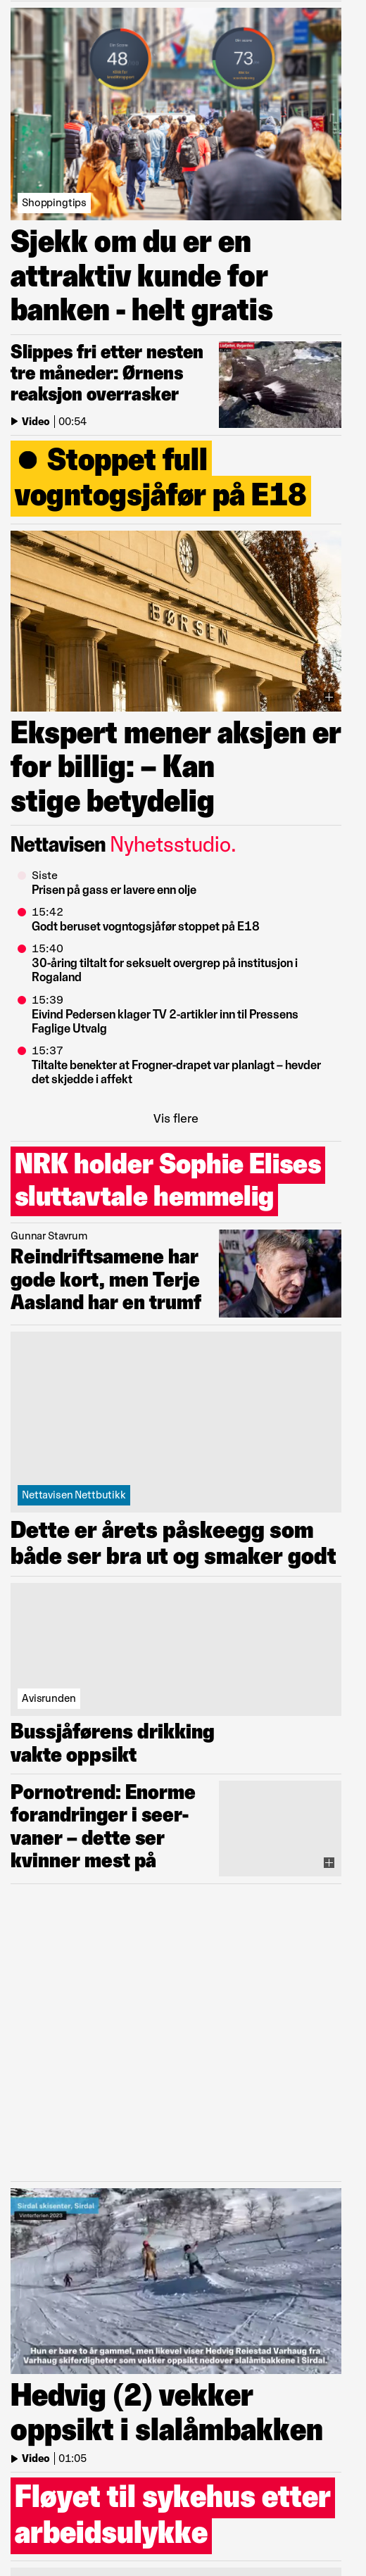 48
73
Shoppingtips
Sjekk om du er en
attraktiv kunde for
banken - helt gratis
Slippes fri etter nesten
tre måneder: Ørnens
reaksjon overrasker
Video 00:54
Stoppet full
vogntogsjåfør på E18
BØRSEN
Ekspert mener aksjen er
for billig: – Kan
stige betydelig
Nettavisen Nyhetsstudio.
Siste
Prisen på gass er lavere enn olje
15:42
Godt beruset vogntogsjåfør stoppet på E18
15:40
30-åring tiltalt for seksuelt overgrep på institusjon i
Rogaland
15:39
Eivind Pedersen klager TV 2-artikler inn til Pressens
Faglige Utvalg
15:37
Tiltalte benekter at Frogner-drapet var planlagt – hevder
det skjedde i affekt
Vis flere
NRK holder Sophie Elises
sluttavtale hemmelig
Gunnar Stavrum
Reindriftsamene har
gode kort, men Terje
Aasland har en trumf
Nettavisen Nettbutikk
Dette er årets påskeegg som
både ser bra ut og smaker godt
Avisrunden
Bussjåførens drikking
vakte oppsikt
Pornotrend: Enorme
forandringer i seer-
vaner – dette ser
kvinner mest på
Sirdal skisenter, Sirdal
Vinterferien 2023
Hun er bare to år gammel, men likevel viser Hedvig Reiestad Varhaug fra
Varhaug skiferdigheter som vekker oppsikt nedover slalåmbakkene i Sirdal.
Hedvig (2) vekker
oppsikt i slalåmbakken
Video 01:05
Fløyet til sykehus etter
arbeidsulykke